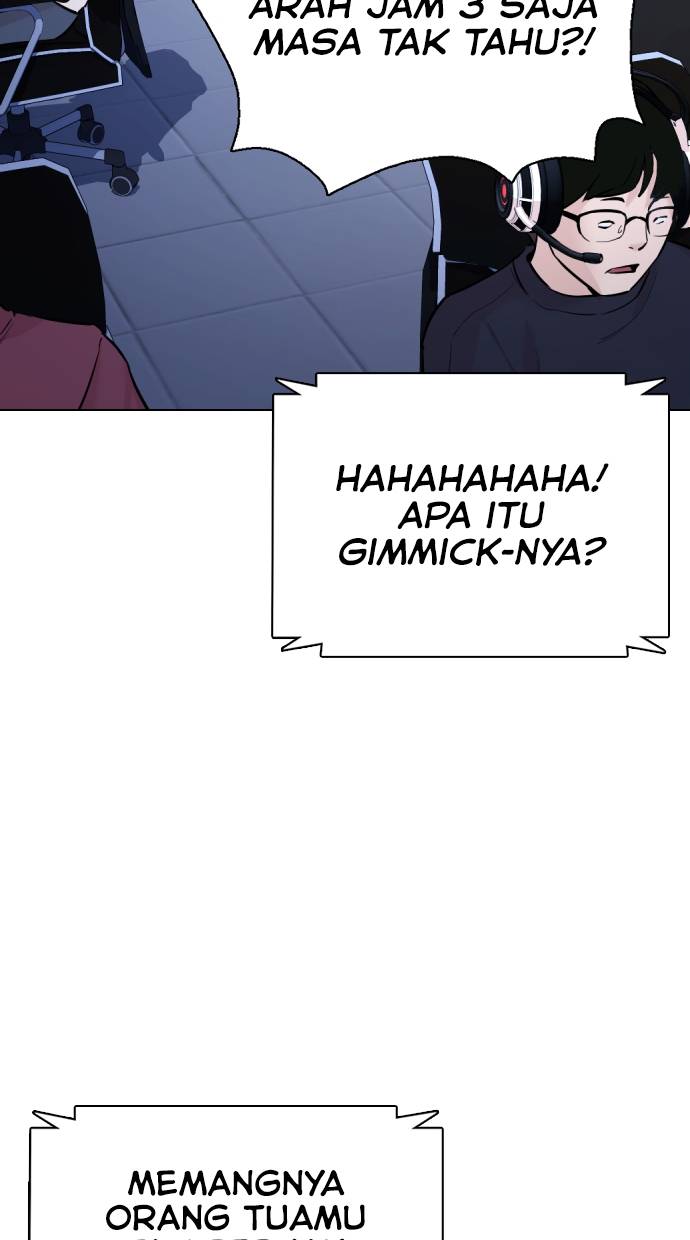 ARAH JAM 3 SAJA
MASA TAK TAHU?!
HAHAHAHAHA!
APA ITU
GIMMICK-NYA?
MEMANGNYA
ORANG TUAMU